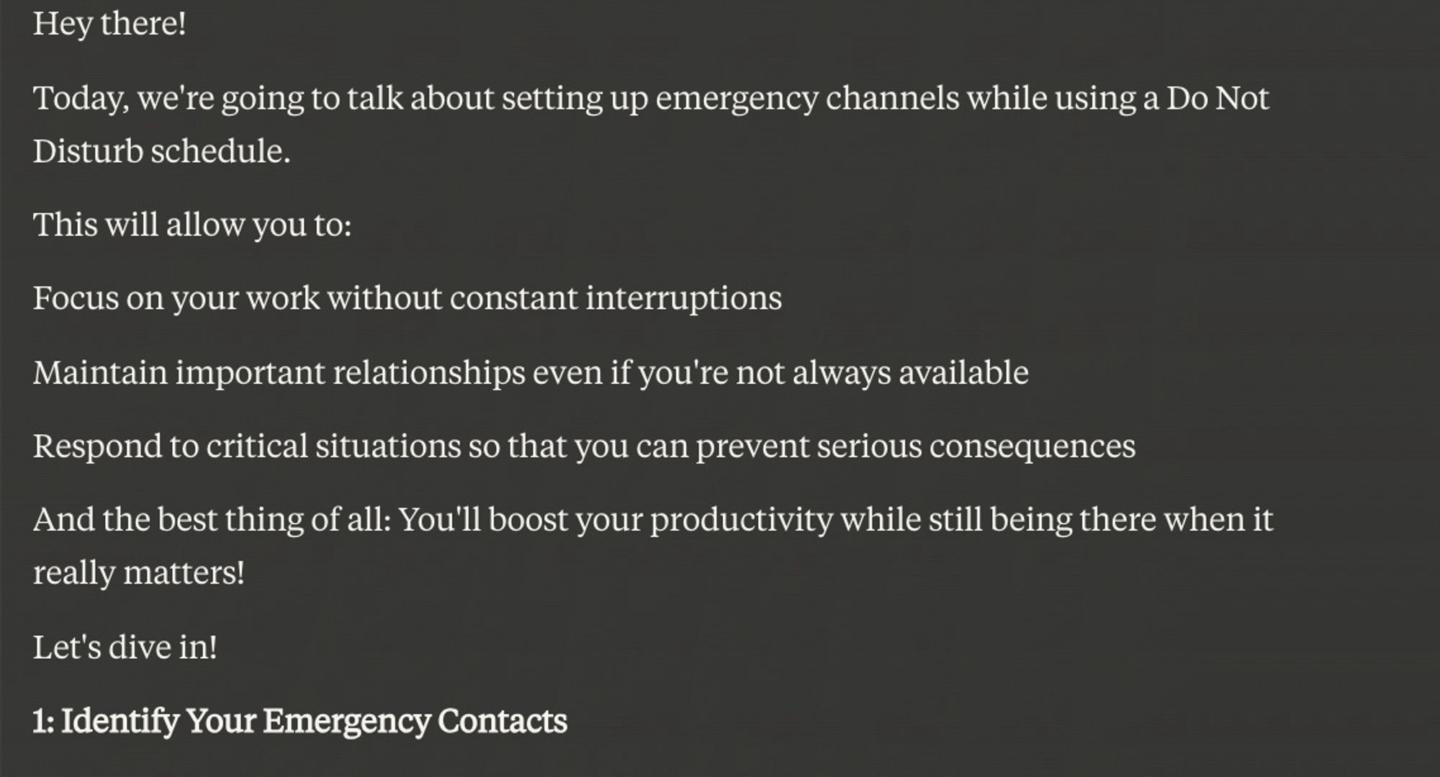 Hey there!
Today, we're going to talk about setting up emergency channels while using a Do Not
Disturb schedule.
This will allow you to:
Focus on your work without constant interruptions
Maintain important relationships even if you're not always available
Respond to critical situations so that you can prevent serious consequences
And the best thing of all: You'll boost your productivity while still being there when it
really matters!
Let's dive in!
1: Identify Your Emergency Contacts